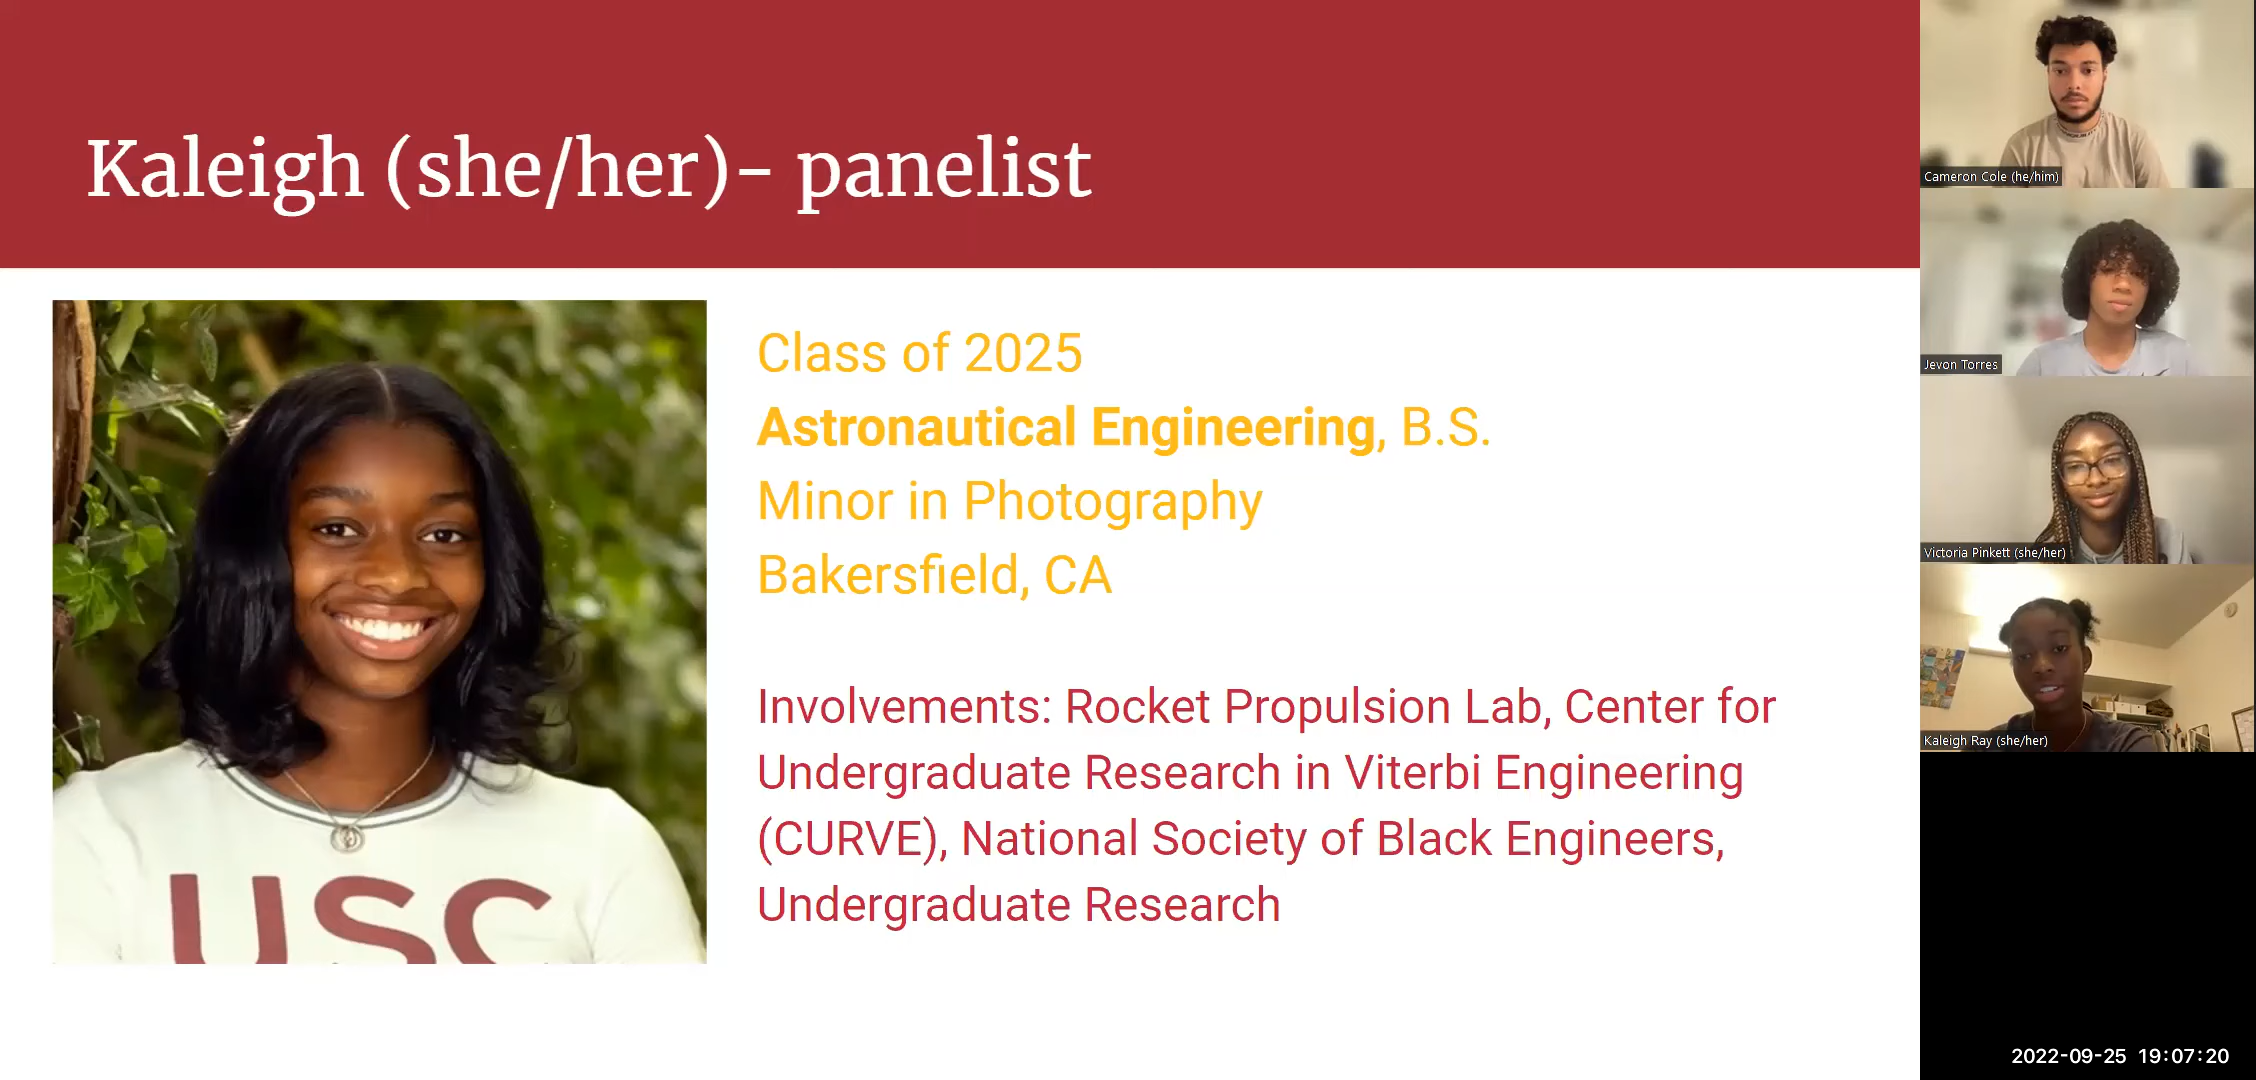 Kaleigh (she/her)- panelist
Class of 2025
Astronautical Engineering, B.S.
Minor in Photography
Bakersfield, CA
Involvements: Rocket Propulsion Lab, Center for
Undergraduate Research in Viterbi Engineering
(CURVE), National Society of Black Engineers,
Undergraduate Research
USC
Cameron Cole (he/him)
Jevon Torres
Victoria Pinkett (she/her)
Kaleigh Ray (she/her)
2022-09-25 19:07:20